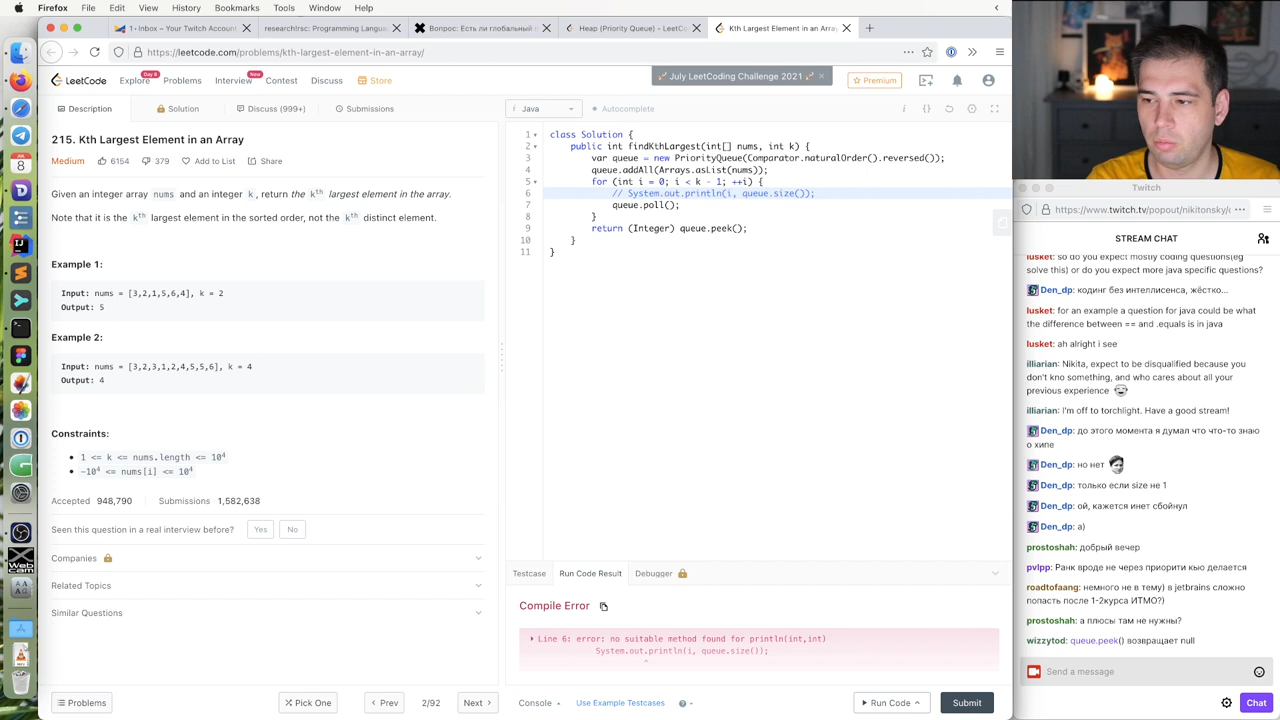 Firefox File Edit View History Bookmarks Tools Window Help
1· Home – Your Twitch Account
researchrisc: Programming Langu
Вопрос: Есть ли глобальный
Heap (Priority Queue) - LeetCo
Kth Largest Element in an Arra
https://leetcode.com/problems/kth-largest-element-in-an-array/
LeetCode
Explore
Day 8
Problems
Interview
New
Contest
Discuss
Store
July LeetCoding Challenge 2021
Premium
Description
Solution
Discuss (999+)
Submissions
Java
Autocomplete
215. Kth Largest Element in an Array
Medium
6154
379
Add to List
Share
Given an integer array nums and an integer k, return the kth largest element in the array.
Note that it is the kth largest element in the sorted order, not the kth distinct element.
Example 1:
Input: nums = [3,2,1,5,6,4], k = 2
Output: 5
Example 2:
Input: nums = [3,2,3,1,2,4,5,5,6], k = 4
Output: 4
Constraints:
1 <= k <= nums.length <= 10⁴
-10⁴ <= nums[i] <= 10⁴
Accepted 948,790
Submissions 1,582,638
Seen this question in a real interview before?
Yes
No
Companies
Related Topics
Similar Questions
Problems
Pick One
Prev
2/92
Next
1 class Solution {
2 public int findKthLargest(int[] nums, int k) {
3 var queue = new PriorityQueue(Comparator.naturalOrder().reversed());
4 queue.addAll(Arrays.asList(nums));
5 for (int i = 0; i < k - 1; ++i) {
6 // System.out.println(i, queue.size());
7 queue.poll();
8 }
9 return (Integer) queue.peek();
10 }
11 }
Testcase
Run Code Result
Debugger
Compile Error
Line 6: error: no suitable method found for println(int,int)
System.out.println(i, queue.size());
^
Console
Use Example Testcases
Run Code
Submit
Twitch
https://www.twitch.tv/popout/nikitonsky/c
STREAM CHAT
lusket: so do you expect mostly coding questions(eg
solve this) or do you expect more java specific questions?
Den_dp: кодинг без интеллисенса, жёстко...
lusket: for an example a question for java could be what
the difference between == and .equals is in java
lusket: ah alright i see
illiarian: Nikita, expect to be disqualified because you
don't kno something, and who cares about all your
previous experience
illiarian: I'm off to torchlight. Have a good stream!
Den_dp: до этого момента я думал что что-то знаю
о хипе
Den_dp: но нет
Den_dp: только если size не 1
Den_dp: ой, кажется инет сбойнул
Den_dp: а)
prostoshah: добрый вечер
pvlpp: Ранк вроде не через приорити кью делается
roadtofaang: немного не в тему) в jetbrains сложно
попасть после 1-2курса ИТМО?)
prostoshah: а плюсы там не нужны?
wizzytod: queue.peek() возвращает null
Send a message
Chat